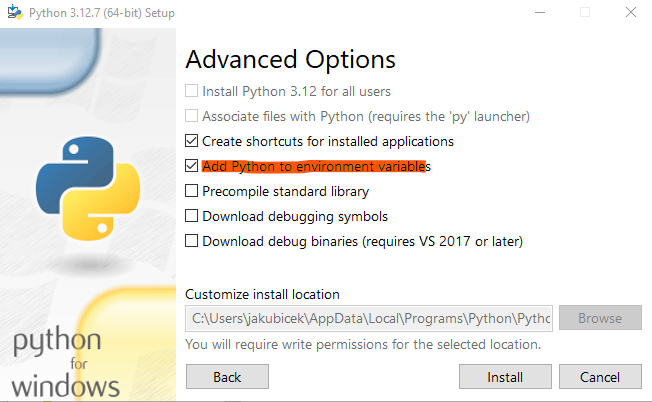 Python 3.12.7 (64-bit) Setup
Advanced Options
Install Python 3.12 for all users
Associate files with Python (requires the 'py' launcher)
Create shortcuts for installed applications
Add Python to environment variables
Precompile standard library
Download debugging symbols
Download debug binaries (requires VS 2017 or later)
Customize install location
C:\Users\jakubicek\AppData\Local\Programs\Python\Pytho
Browse
You will require write permissions for the selected location.
python
for
windows
Back
Install
Cancel